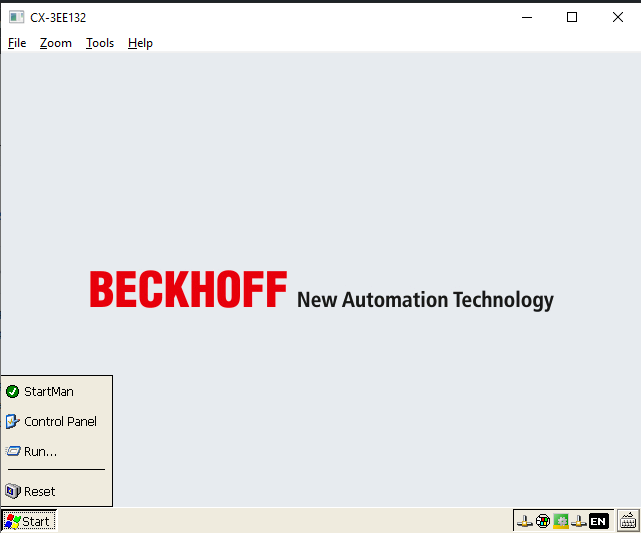 CX-3EE132
File Zoom Tools Help
BECKHOFF New Automation Technology
StartMan
Control Panel
Run...
Reset
Start EN